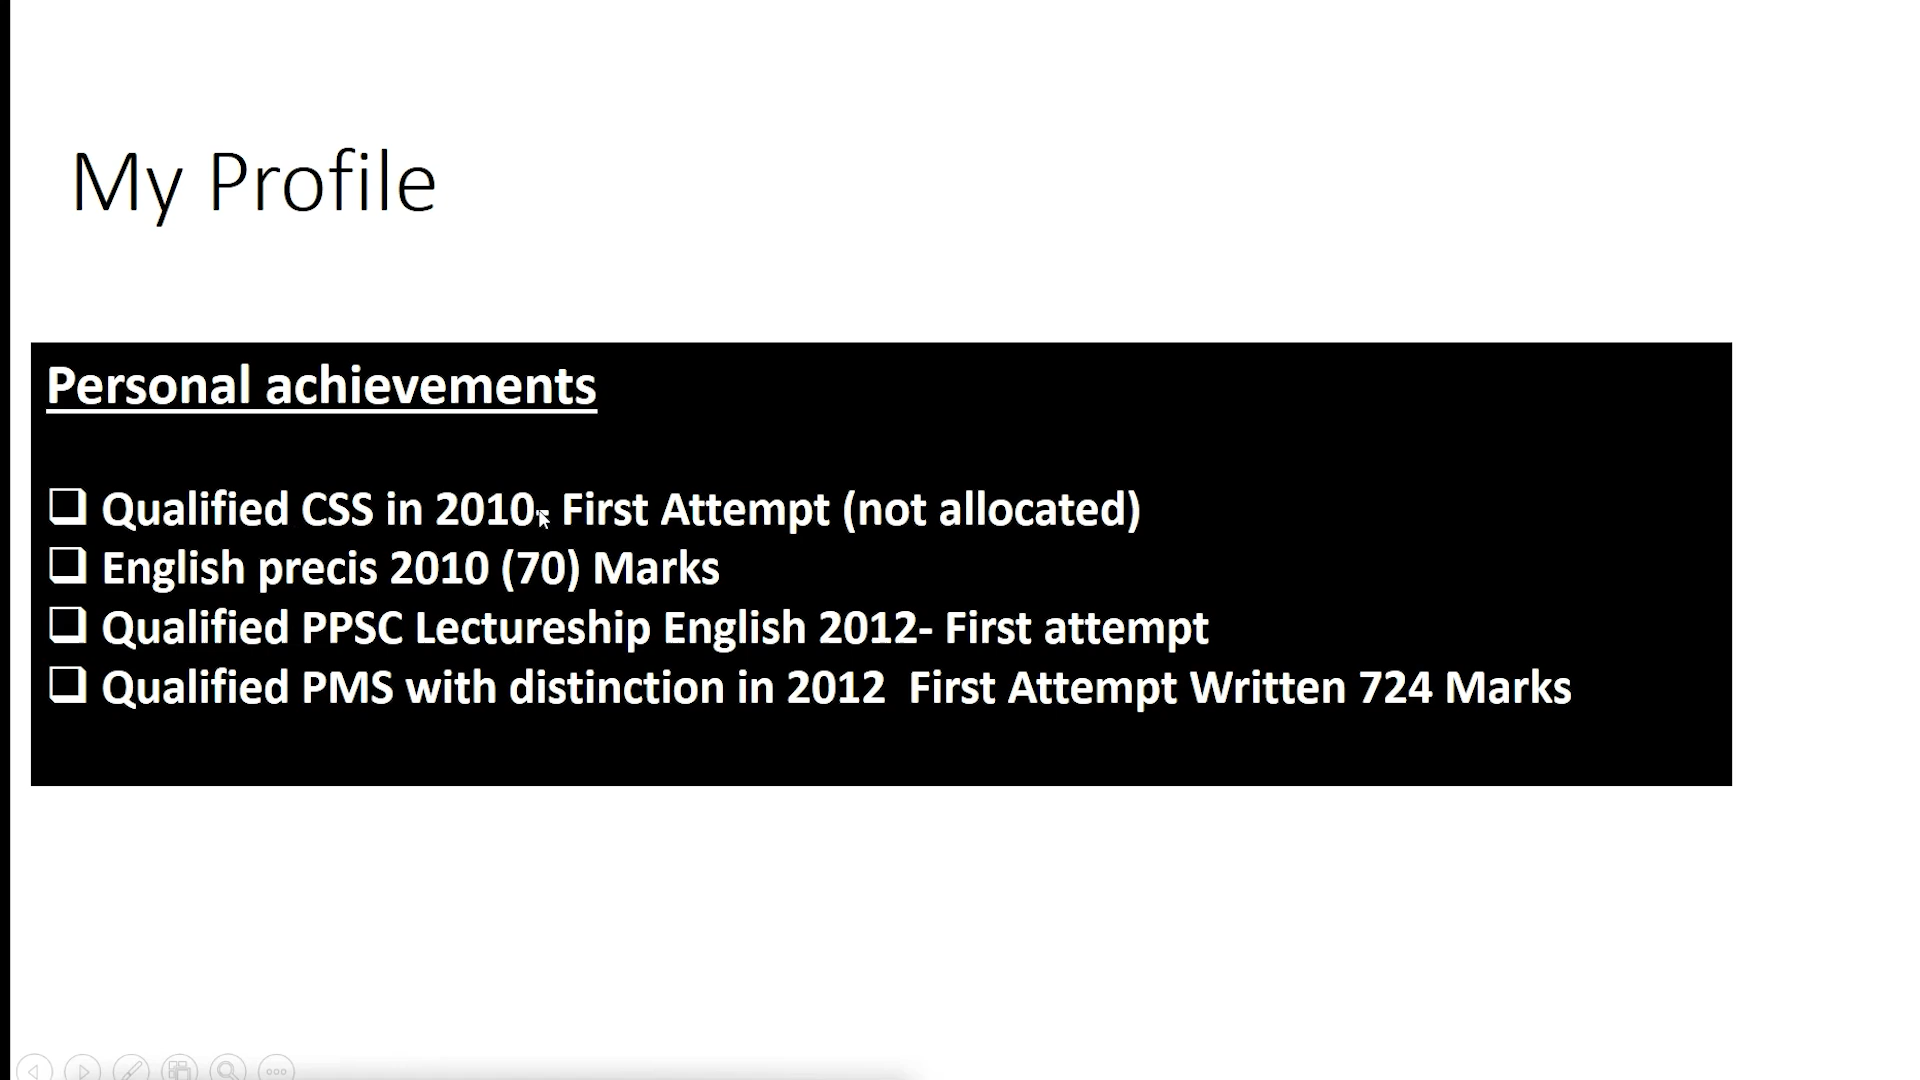 My Profile
Personal achievements
❑ Qualified CSS in 2010- First Attempt (not allocated)
❑ English precis 2010 (70) Marks
❑ Qualified PPSC Lectureship English 2012- First attempt
❑ Qualified PMS with distinction in 2012  First Attempt Written 724 Marks